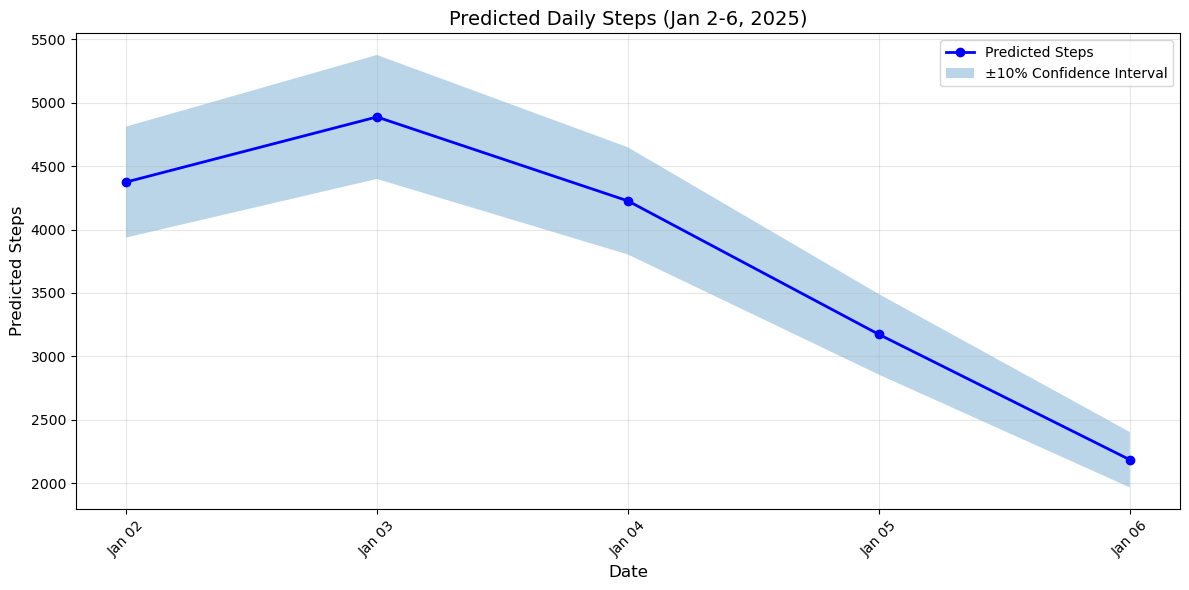 Predicted Daily Steps (Jan 2-6, 2025)
Predicted Steps
±10% Confidence Interval
5500
5000
4500
4000
3500
3000
2500
2000
Predicted Steps
Jan 02
Jan 03
Jan 04
Jan 05
Jan 06
Date